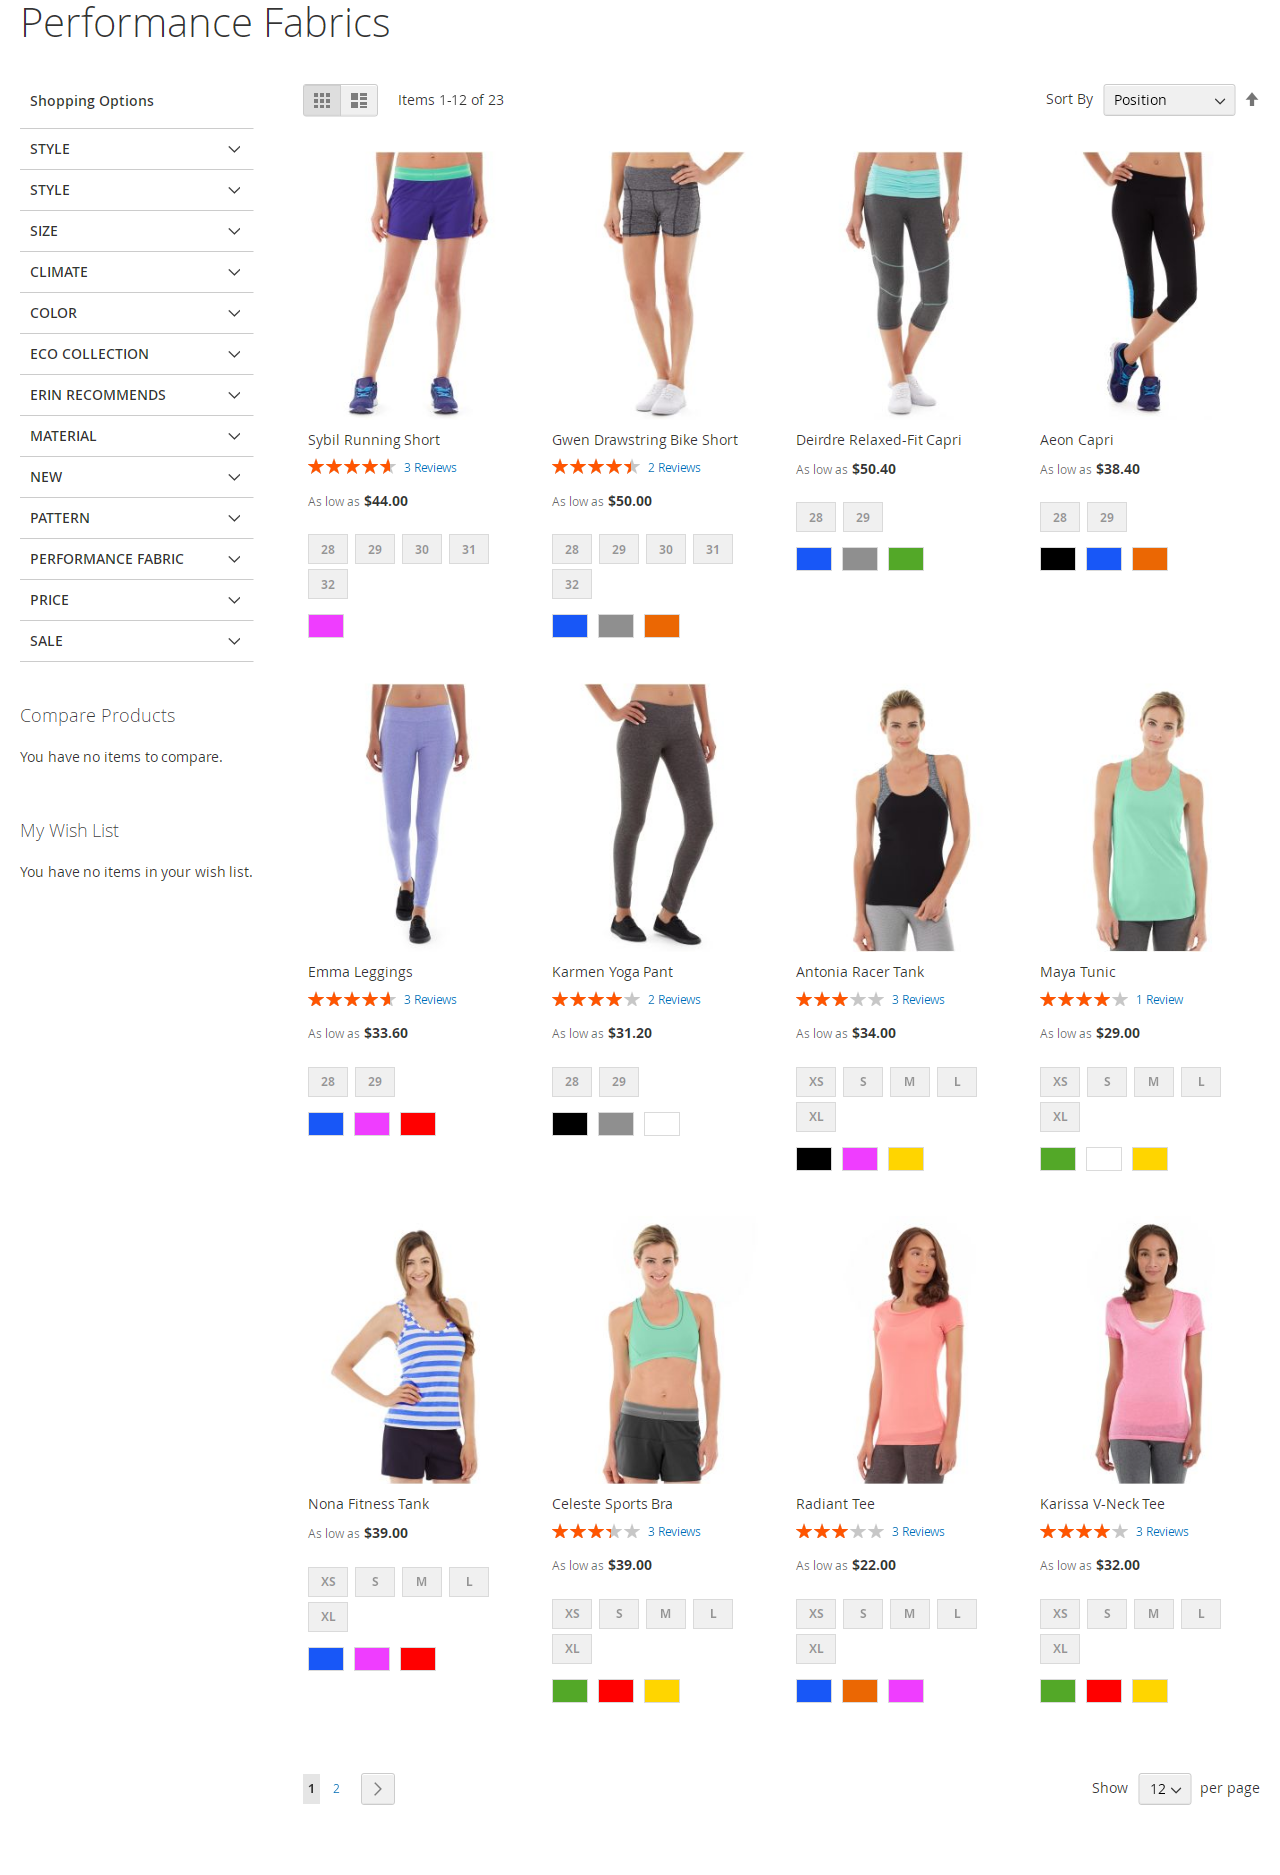 Performance Fabrics
Shopping Options
STYLE
STYLE
SIZE
CLIMATE
COLOR
ECO COLLECTION
ERIN RECOMMENDS
MATERIAL
NEW
PATTERN
PERFORMANCE FABRIC
PRICE
SALE
Compare Products
You have no items to compare.
My Wish List
You have no items in your wish list.
Items 1-12 of 23
Sort By Position
Sybil Running Short
3 Reviews
As low as $44.00
28 29 30 31
32
Gwen Drawstring Bike Short
2 Reviews
As low as $50.00
28 29 30 31
32
Deirdre Relaxed-Fit Capri
As low as $50.40
28 29
Aeon Capri
As low as $38.40
28 29
Emma Leggings
3 Reviews
As low as $33.60
28 29
Karmen Yoga Pant
2 Reviews
As low as $31.20
28 29
Antonia Racer Tank
3 Reviews
As low as $34.00
XS S M L
XL
Maya Tunic
1 Review
As low as $29.00
XS S M L
XL
Nona Fitness Tank
As low as $39.00
XS S M L
XL
Celeste Sports Bra
3 Reviews
As low as $39.00
XS S M L
XL
Radiant Tee
3 Reviews
As low as $22.00
XS S M L
XL
Karissa V-Neck Tee
3 Reviews
As low as $32.00
XS S M L
XL
1 2
Show 12 per page